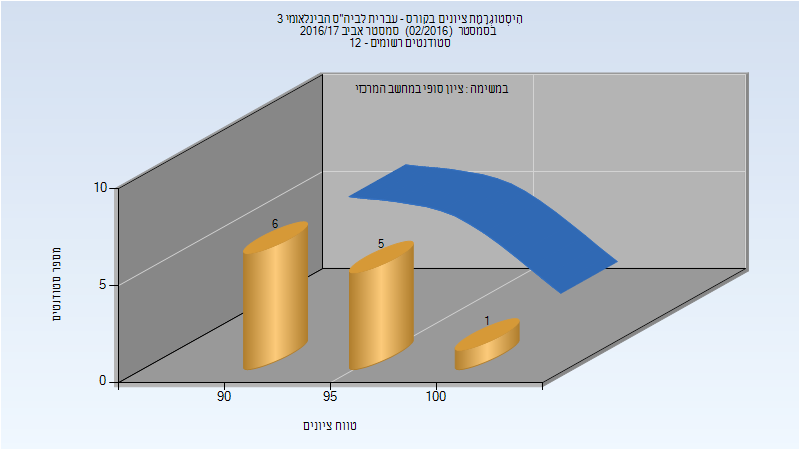 היסטוגרמת ציונים בקורס - עברית לביה"ס הבינלאומי 3
בסמסטר (02/2016) סמסטר אביב 2016/17
סטודנטים רשומים - 12
במשימה : ציון סופי במחשב המרכזי
10
5
0
6
5
1
90
95
100
מספר סטודנטים
טווח ציונים